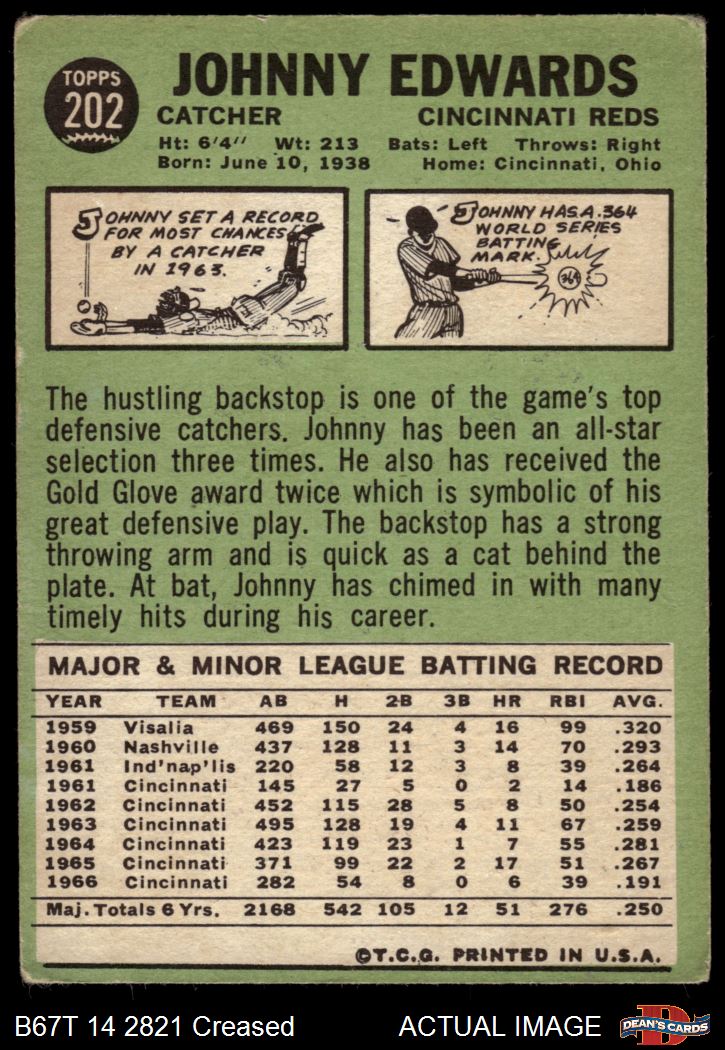 TOPPS
202
JOHNNY EDWARDS
CATCHER CINCINNATI REDS
Ht: 6'4" Wt: 213 Bats: Left Throws: Right
Born: June 10, 1938 Home: Cincinnati, Ohio
JOHNNY SET A RECORD
FOR MOST CHANCES
BY A CATCHER
IN 1963.
JOHNNY HAS A .364
WORLD SERIES
BATTING
MARK.
364
The hustling backstop is one of the game's top
defensive catchers. Johnny has been an all-star
selection three times. He also has received the
Gold Glove award twice which is symbolic of his
great defensive play. The backstop has a strong
throwing arm and is quick as a cat behind the
plate. At bat, Johnny has chimed in with many
timely hits during his career.
MAJOR & MINOR LEAGUE BATTING RECORD
YEAR TEAM AB H 2B 3B HR RBI AVG.
1959 Visalia 469 150 24 4 16 99 .320
1960 Nashville 437 128 11 3 14 70 .293
1961 Ind'nap'lis 220 58 12 3 8 39 .264
1961 Cincinnati 145 27 5 0 2 14 .186
1962 Cincinnati 452 115 28 5 8 50 .254
1963 Cincinnati 495 128 19 4 11 67 .259
1964 Cincinnati 423 119 23 1 7 55 .281
1965 Cincinnati 371 99 22 2 17 51 .267
1966 Cincinnati 282 54 8 0 6 39 .191
Maj. Totals 6 Yrs. 2168 542 105 12 51 276 .250
©T.C.G. PRINTED IN U.S.A.
B67T 14 2821 Creased ACTUAL IMAGE
D
DEAN'S CARDS